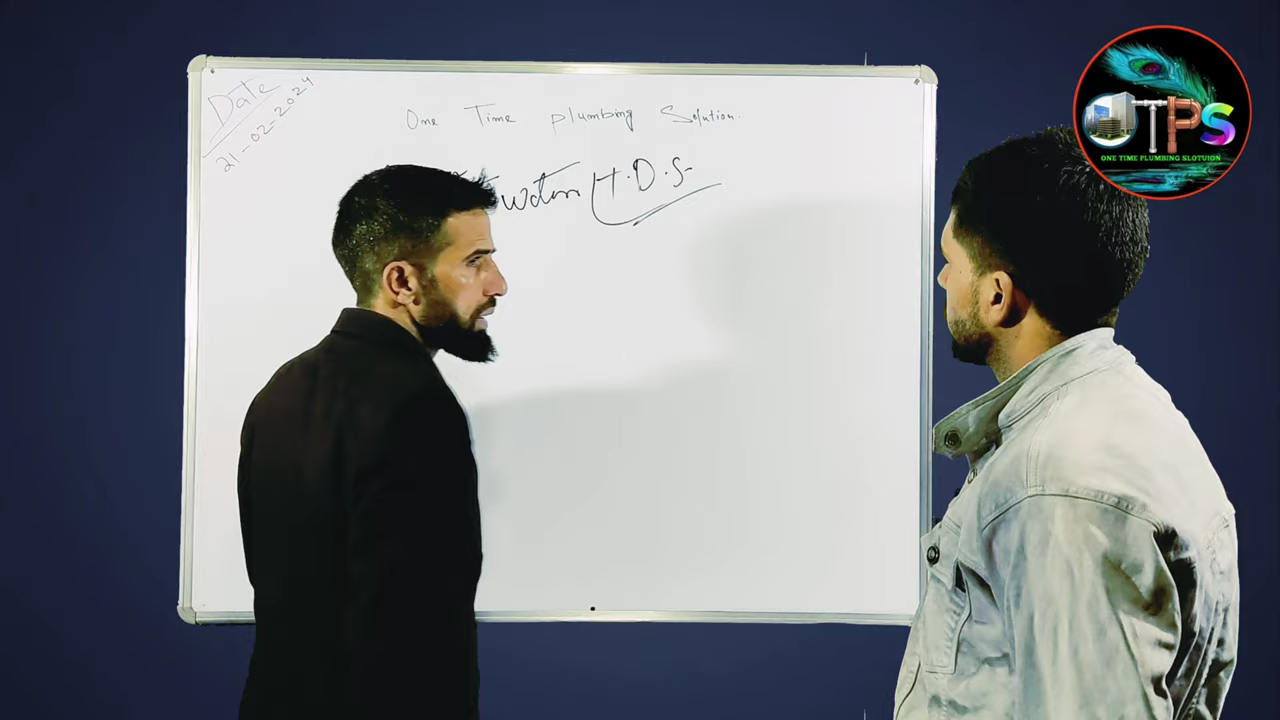 Date
21-02-2024
One Time Plumbing Solution.
Water T.D.S
OTPS
ONE TIME PLUMBING SLOTUION